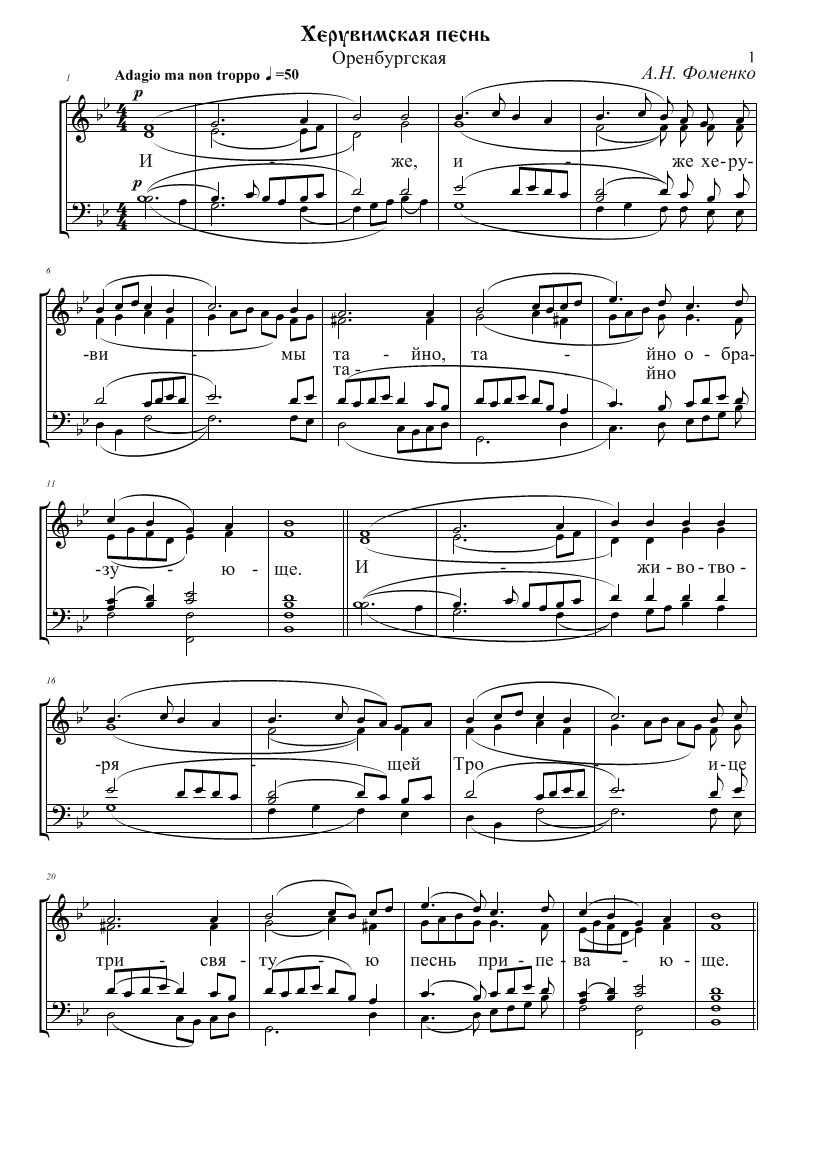 Херувимская песнь
Оренбургская
1
А.Н. Фоменко
1
Adagio ma non troppo ♩=50
p
4/4
И - же, и - же хе-ру-
p
4/4
6
-ви - мы та - йно, та - йно о - бра-
та - йно
11
-зу - ю - ще. И - жи - во - тво-
16
-ря - щей Тро - и - це
20
три - свя - ту - ю песнь при - пе - ва - ю - ще.